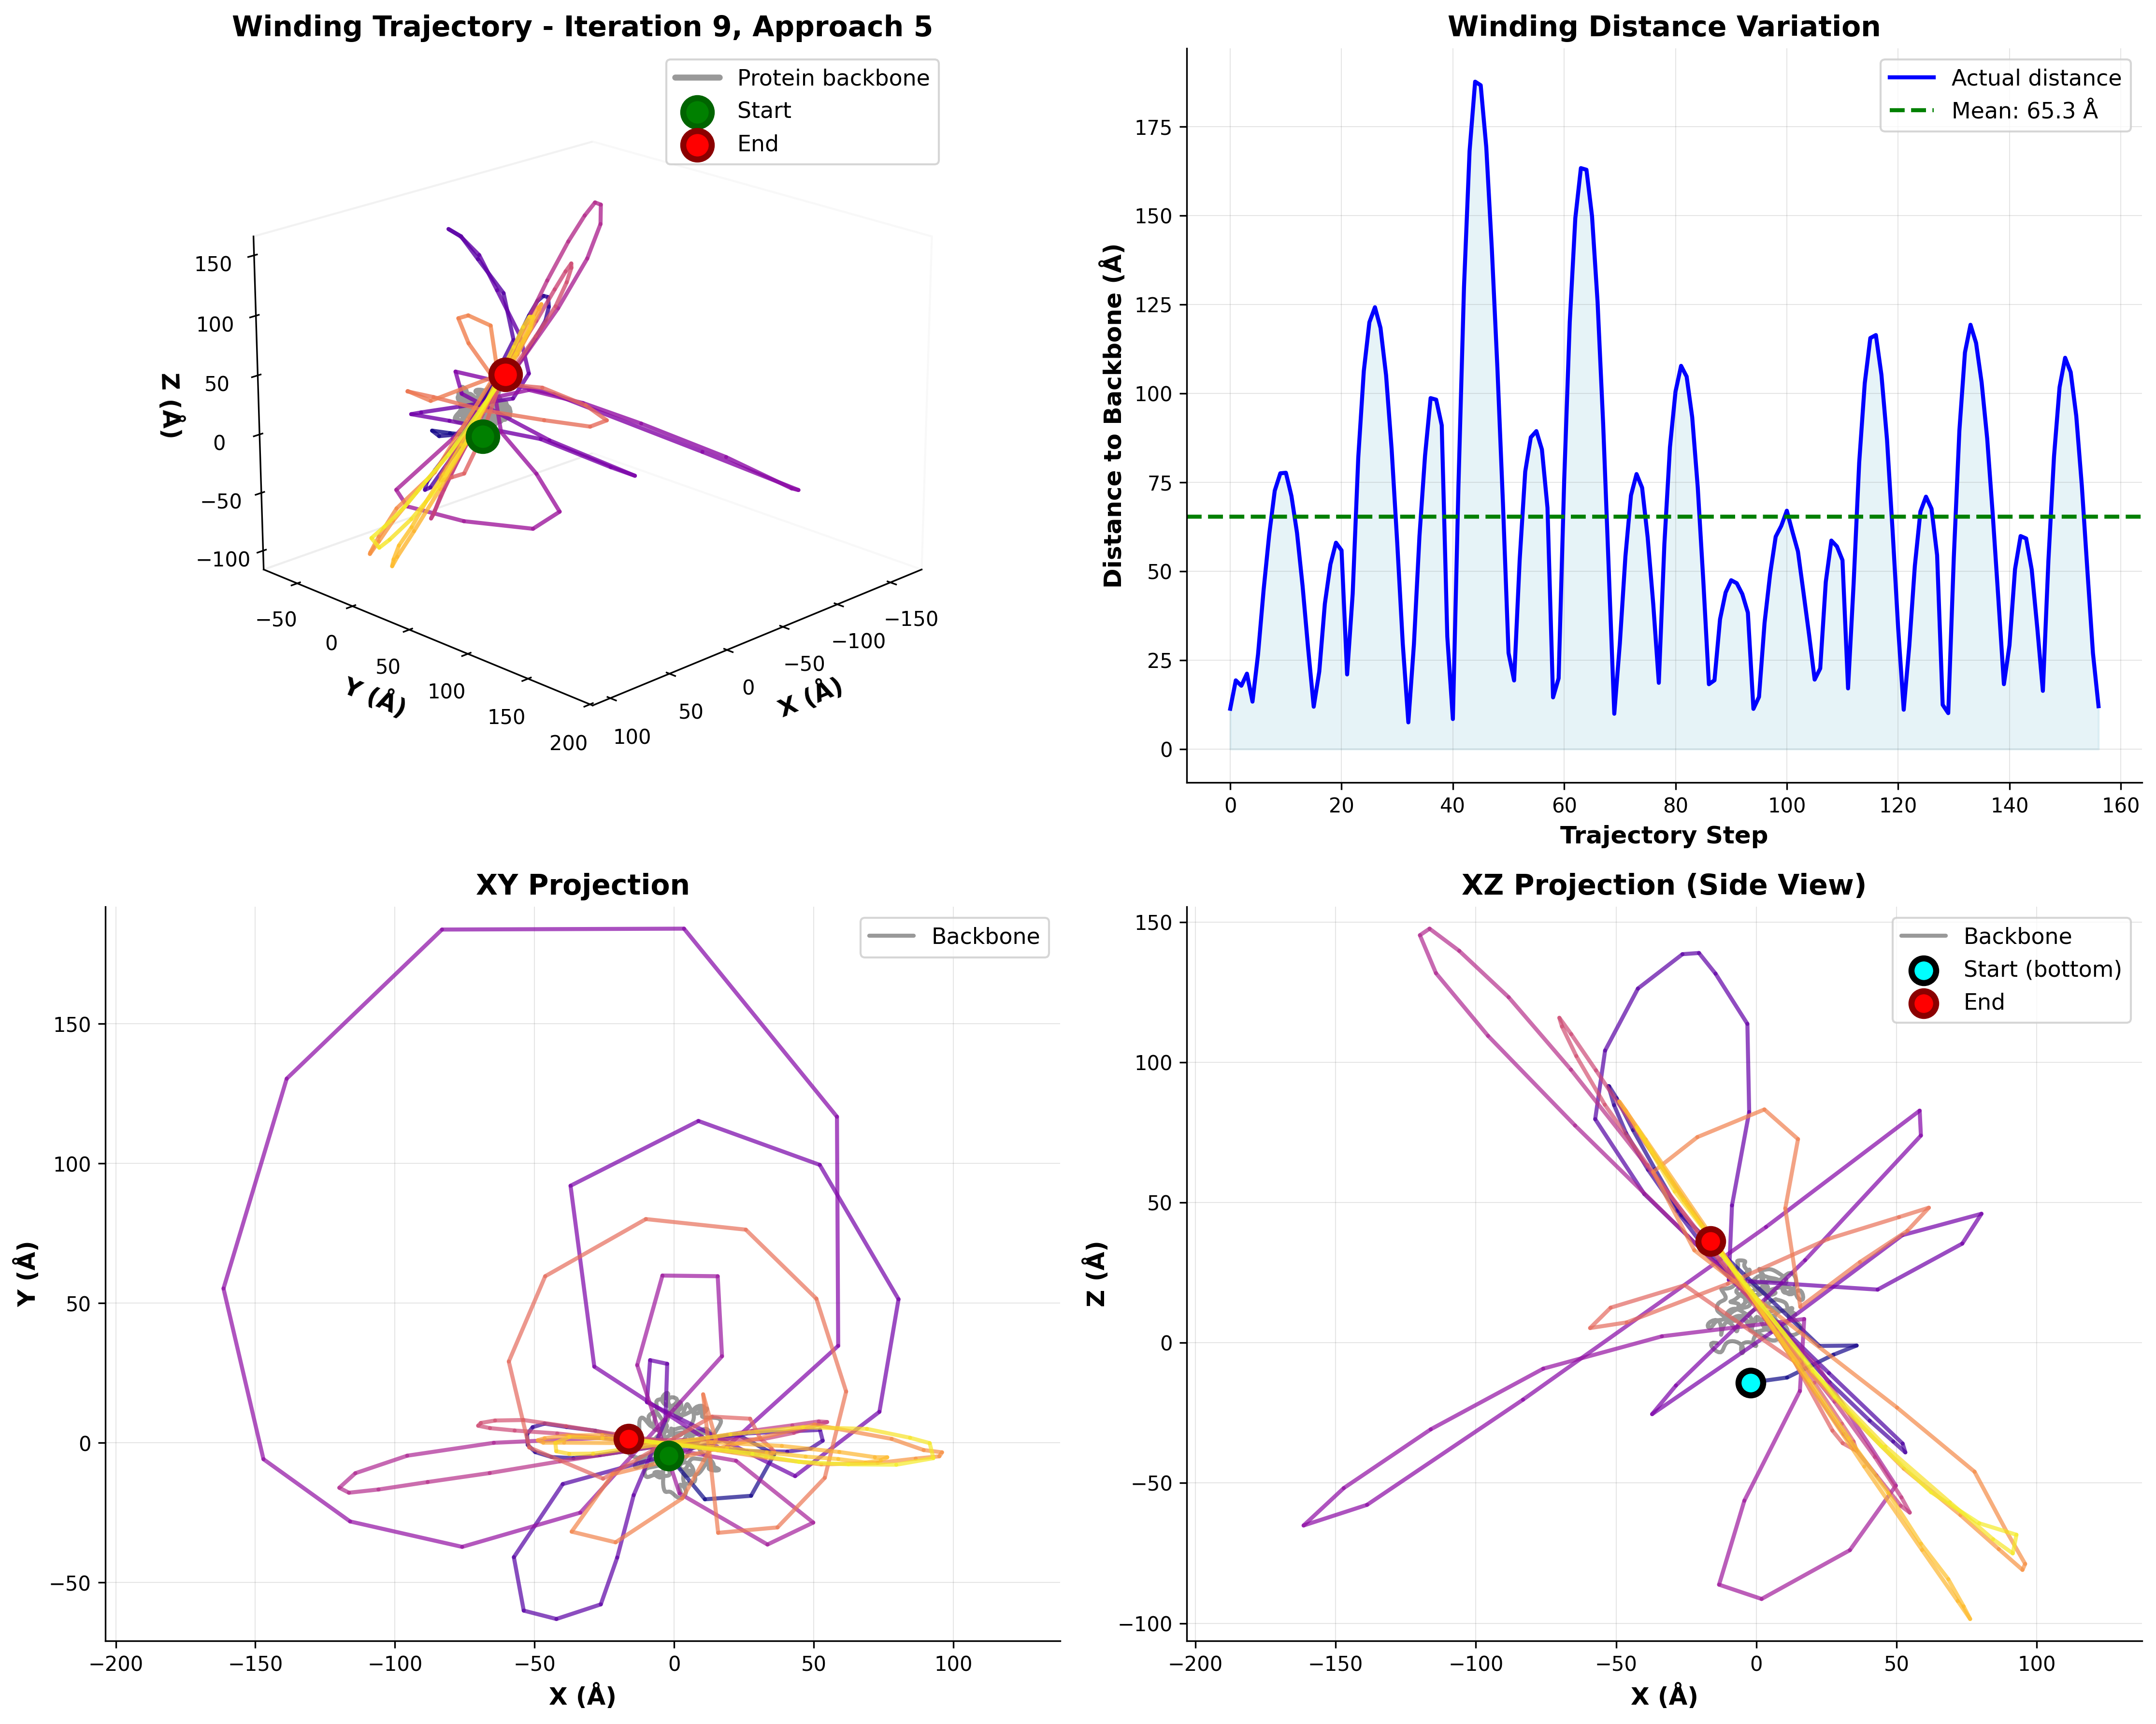 Winding Trajectory - Iteration 9, Approach 5
Protein backbone
Start
End
150
100
50
0
−50
−100
Z (Å)
−50
0
50
100
150
200
Y (Å)
100
50
0
−50
−100
−150
X (Å)
Winding Distance Variation
Actual distance
Mean: 65.3 Å
175
150
125
100
75
50
25
0
Distance to Backbone (Å)
0
20
40
60
80
100
120
140
160
Trajectory Step
XY Projection
Backbone
150
100
50
0
−50
Y (Å)
−200
−150
−100
−50
0
50
100
X (Å)
XZ Projection (Side View)
Backbone
Start (bottom)
End
150
100
50
0
−50
−100
Z (Å)
−200
−150
−100
−50
0
50
100
X (Å)